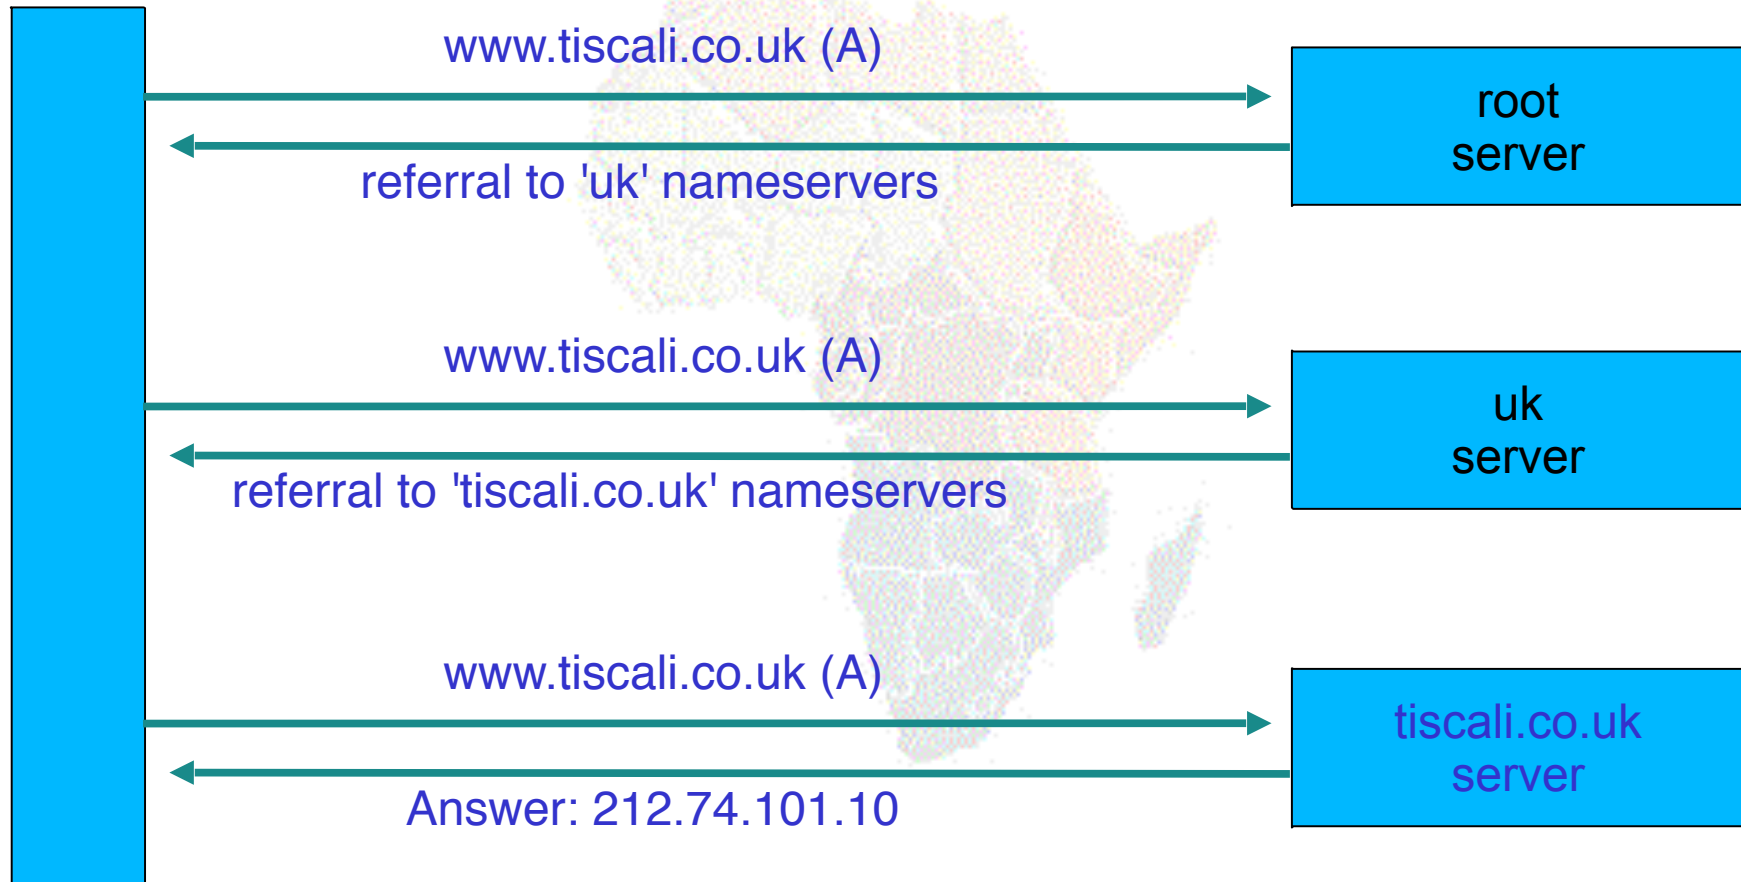 www.tiscali.co.uk (A)
root
server
referral to 'uk' nameservers
www.tiscali.co.uk (A)
uk
server
referral to 'tiscali.co.uk' nameservers
www.tiscali.co.uk (A)
tiscali.co.uk
server
Answer: 212.74.101.10